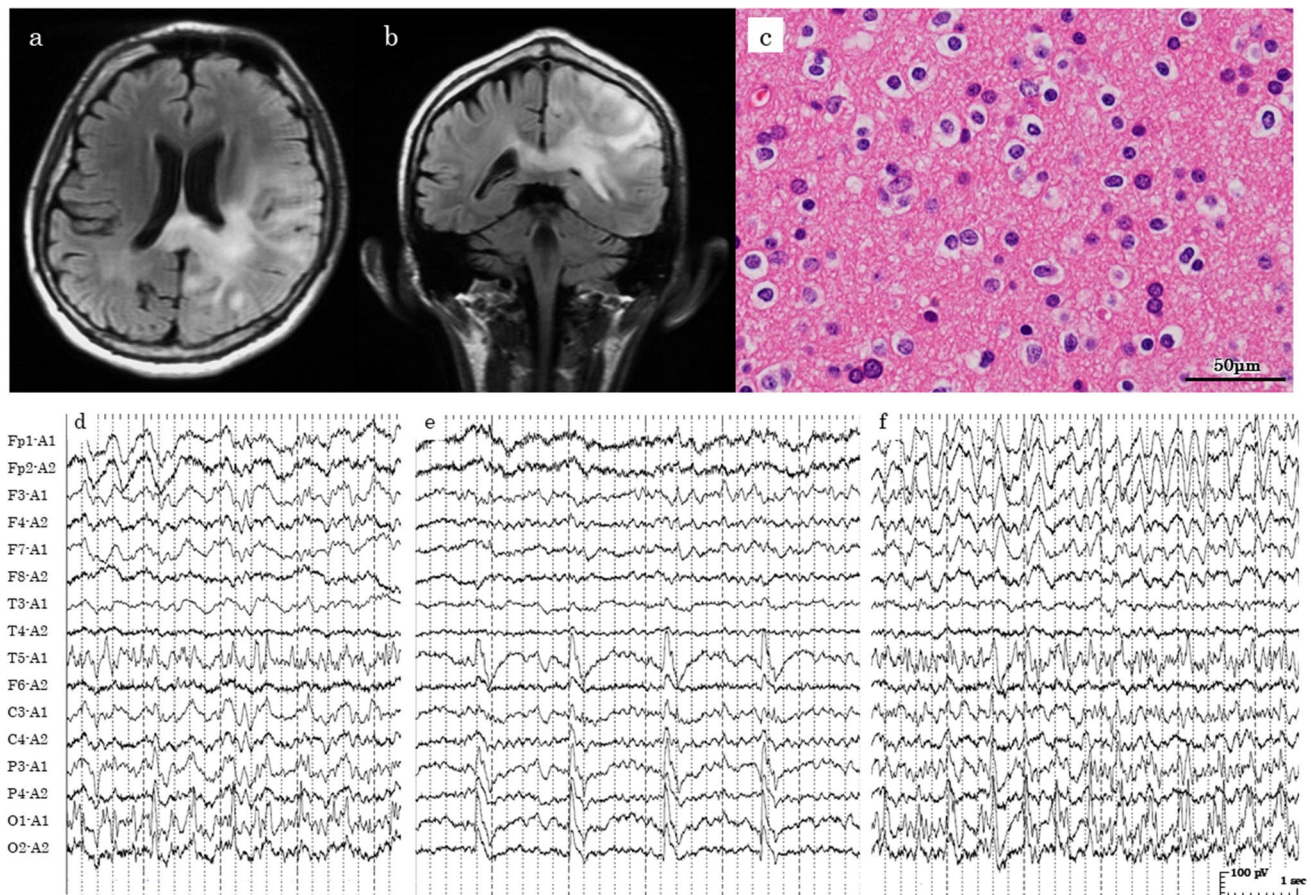 a
b
c
50µm
d
e
f
Fp1-A1
Fp2-A2
F3-A1
F4-A2
F7-A1
F8-A2
T3-A1
T4-A2
T5-A1
F6-A2
C3-A1
C4-A2
P3-A1
P4-A2
O1-A1
O2-A2
100 µV 1 sec